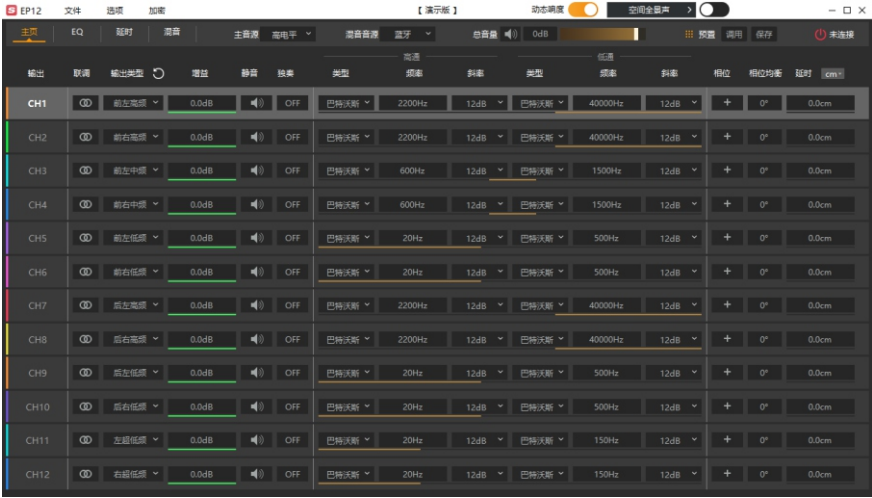 S EP12 文件 选项 加密 【 演示版 】 动态响度 空间全景声 >
主页 EQ 延时 混音 主音源 高电平 混音音源 蓝牙 总音量 0dB 预置 调用 保存 未连接
高通 低通
输出 联调 输出类型 增益 静音 独奏 类型 频率 斜率 类型 频率 斜率 相位 相位均衡 延时 cm
CH1 前左高频 0.0dB OFF 巴特沃斯 2200Hz 12dB 巴特沃斯 40000Hz 12dB + 0° 0.0cm
CH2 前右高频 0.0dB OFF 巴特沃斯 2200Hz 12dB 巴特沃斯 40000Hz 12dB + 0° 0.0cm
CH3 前左中频 0.0dB OFF 巴特沃斯 600Hz 12dB 巴特沃斯 1500Hz 12dB + 0° 0.0cm
CH4 前右中频 0.0dB OFF 巴特沃斯 600Hz 12dB 巴特沃斯 1500Hz 12dB + 0° 0.0cm
CH5 前左低频 0.0dB OFF 巴特沃斯 20Hz 12dB 巴特沃斯 500Hz 12dB + 0° 0.0cm
CH6 前右低频 0.0dB OFF 巴特沃斯 20Hz 12dB 巴特沃斯 500Hz 12dB + 0° 0.0cm
CH7 后左高频 0.0dB OFF 巴特沃斯 2200Hz 12dB 巴特沃斯 40000Hz 12dB + 0° 0.0cm
CH8 后右高频 0.0dB OFF 巴特沃斯 2200Hz 12dB 巴特沃斯 40000Hz 12dB + 0° 0.0cm
CH9 后左低频 0.0dB OFF 巴特沃斯 20Hz 12dB 巴特沃斯 500Hz 12dB + 0° 0.0cm
CH10 后右低频 0.0dB OFF 巴特沃斯 20Hz 12dB 巴特沃斯 500Hz 12dB + 0° 0.0cm
CH11 左超低频 0.0dB OFF 巴特沃斯 20Hz 12dB 巴特沃斯 150Hz 12dB + 0° 0.0cm
CH12 右超低频 0.0dB OFF 巴特沃斯 20Hz 12dB 巴特沃斯 150Hz 12dB + 0° 0.0cm